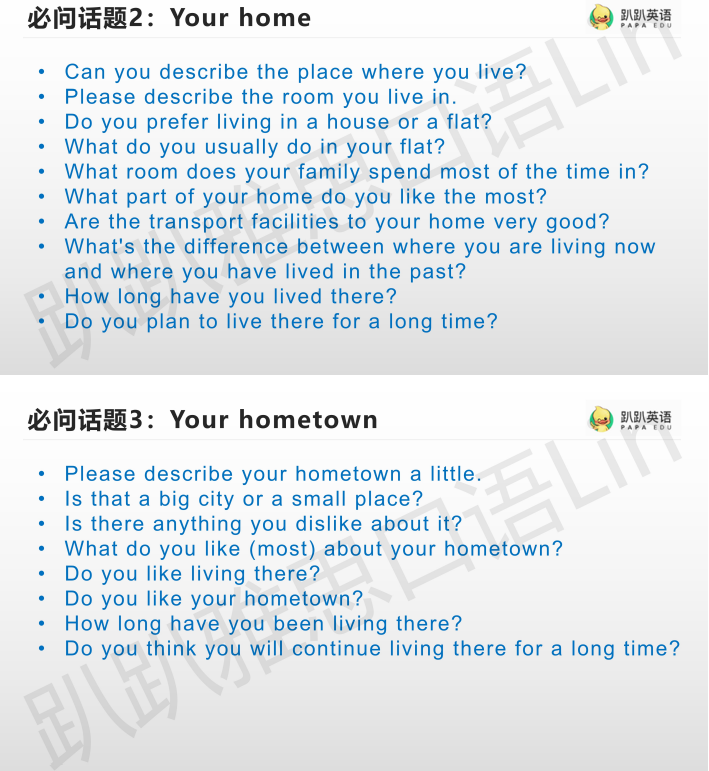 必问话题2：Your home
趴趴英语
PAPA EDU
• Can you describe the place where you live?
• Please describe the room you live in.
• Do you prefer living in a house or a flat?
• What do you usually do in your flat?
• What room does your family spend most of the time in?
• What part of your home do you like the most?
• Are the transport facilities to your home very good?
• What's the difference between where you are living now
and where you have lived in the past?
• How long have you lived there?
• Do you plan to live there for a long time?
趴趴雅思口语Lin
必问话题3：Your hometown
趴趴英语
PAPA EDU
• Please describe your hometown a little.
• Is that a big city or a small place?
• Is there anything you dislike about it?
• What do you like (most) about your hometown?
• Do you like living there?
• Do you like your hometown?
• How long have you been living there?
• Do you think you will continue living there for a long time?
趴趴雅思口语Lin